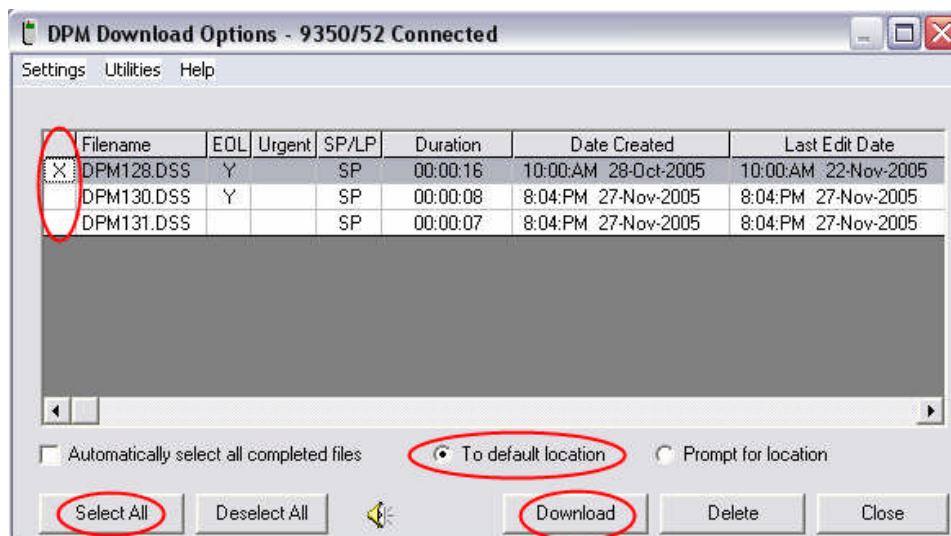 DPM Download Options - 9350/52 Connected
Settings Utilities Help
Filename EOL Urgent SP/LP Duration Date Created Last Edit Date
X DPM128.DSS Y SP 00:00:16 10:00:AM 28-Oct-2005 10:00:AM 22-Nov-2005
DPM130.DSS Y SP 00:00:08 8:04:PM 27-Nov-2005 8:04:PM 27-Nov-2005
DPM131.DSS SP 00:00:07 8:04:PM 27-Nov-2005 8:04:PM 27-Nov-2005
Automatically select all completed files To default location Prompt for location
Select All Deselect All Download Delete Close